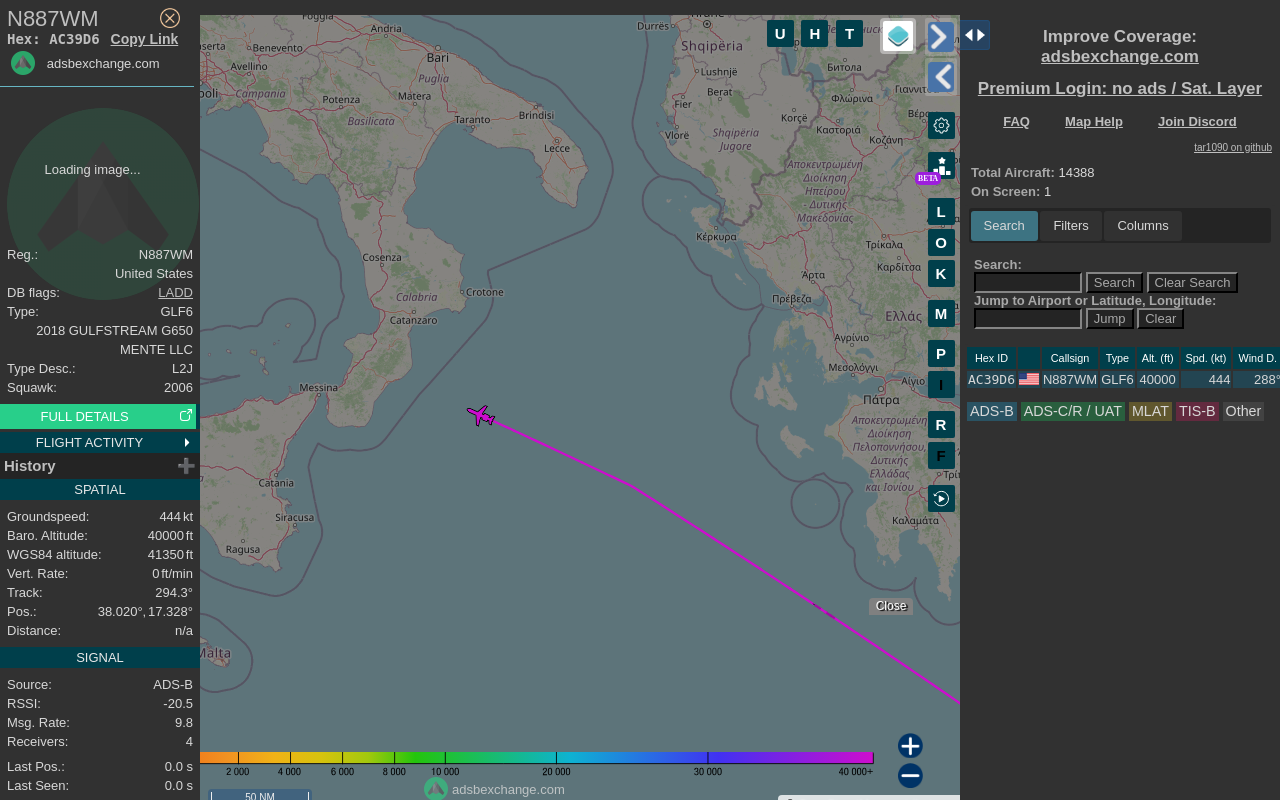 N887WM
Hex: AC39D6 Copy Link
adsbexchange.com
Loading image...
Reg.: N887WM
United States
DB flags: LADD
Type: GLF6
2018 GULFSTREAM G650
MENTE LLC
Type Desc.: L2J
Squawk: 2006
FULL DETAILS
FLIGHT ACTIVITY
History
SPATIAL
Groundspeed: 444 kt
Baro. Altitude: 40000 ft
WGS84 altitude: 41350 ft
Vert. Rate: 0 ft/min
Track: 294.3°
Pos.: 38.020°, 17.328°
Distance: n/a
SIGNAL
Source: ADS-B
RSSI: -20.5
Msg. Rate: 9.8
Receivers: 4
Last Pos.: 0.0 s
Last Seen: 0.0 s
Foggia
Andria
Bari
Benevento
Avellino
Puglia
Campania
Potenza
Matera
Brindisi
Basilicata
Taranto
Lecce
Cosenza
Crotone
Calabria
Catanzaro
Messina
Catania
Siracusa
Ragusa
Malta
Durrës
Shqipëria
Lushnjë
Berat
Fier
Vlorë
Shqipëria
Jugore
Korçë
Битола
Φλώρινα
Καστοριά
Κοζάνη
Αποκεντρωμένη
Διοίκηση
Ηπείρου
- Δυτικής
Μακεδονίας
Κέρκυρα
Τρίκαλα
Καρδίτσα
Άρτα
Πρέβεζα
Ελλάς
Αγρίνιο
Μεσολόγγι
Αίγιο
Πάτρα
Αποκεντρωμένη
Διοίκηση
Πελοποννήσου,
Δυτικής
Ελλάδας
και Ιονίου
Καλαμάτα
U H T
BETA
L
O
K
M
P
I
R
F
Close
2 000 4 000 6 000 8 000 10 000 20 000 30 000 40 000+
adsbexchange.com
50 NM
Improve Coverage:
adsbexchange.com
Premium Login: no ads / Sat. Layer
FAQ Map Help Join Discord
tar1090 on github
Total Aircraft: 14388
On Screen: 1
Search Filters Columns
Search:
Search Clear Search
Jump to Airport or Latitude, Longitude:
Jump Clear
Hex ID Callsign Type Alt. (ft) Spd. (kt) Wind D.
AC39D6 N887WM GLF6 40000 444 288°
ADS-B ADS-C/R / UAT MLAT TIS-B Other